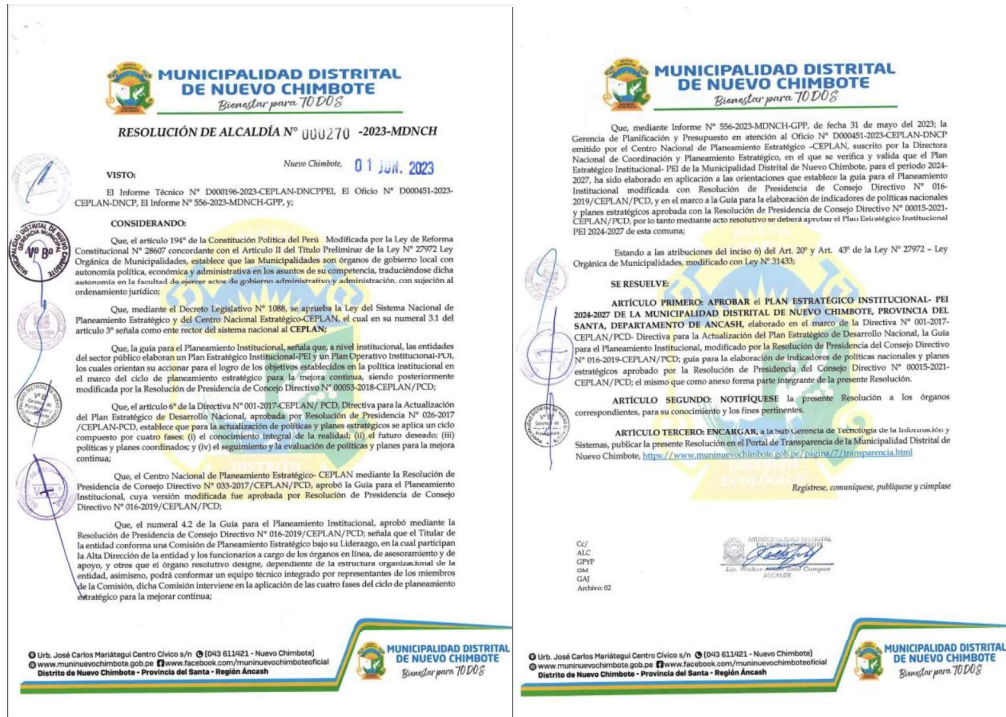 MUNICIPALIDAD DISTRITAL
DE NUEVO CHIMBOTE
Bienestar para TODOS
RESOLUCIÓN DE ALCALDÍA N° 000270 -2023-MDNCH
Nuevo Chimbote, 01 JUN. 2023
VISTO:
El Informe Técnico N° D000196-2023-CEPLAN-DNCPPEI, El Oficio N° D000451-2023-
CEPLAN-DNCP, El Informe N° 556-2023-MDNCH-GPP, y;
CONSIDERANDO:
Que, el artículo 194° de la Constitución Política del Perú Modificada por la Ley de Reforma
Constitucional N° 28607 concordante con el Artículo II del Título Preliminar de la Ley N° 27972 Ley
Orgánica de Municipalidades, establece que las Municipalidades son órganos de gobierno local con
autonomía política, económica y administrativa en los asuntos de su competencia, traduciéndose dicha
autonomía en la facultad de ejercer actos de gobierno administrativo y administración, con sujeción al
ordenamiento jurídico;
Que, mediante el Decreto Legislativo N° 1088, se aprueba la Ley del Sistema Nacional de
Planeamiento Estratégico y del Centro Nacional Estratégico-CEPLAN, el cual en su numeral 3.1 del
artículo 3° señala como ente rector del sistema nacional al CEPLAN;
Que, la guía para el Planeamiento Institucional, señala que, a nivel institucional, las entidades
del sector público elaboran un Plan Estratégico Institucional-PEI y un Plan Operativo Institucional-POI,
los cuales orientan su accionar para el logro de los objetivos establecidos en la política institucional en
el marco del ciclo de planeamiento estratégico para la mejora continua, siendo posteriormente
modificada por la Resolución de Presidencia de Concejo Directivo N° 00053-2018-CEPLAN/PCD;
Que, el artículo 6° de la Directiva N° 001-2017-CEPLAN/ PCD, Directiva para la Actualización
del Plan Estratégico de Desarrollo Nacional, aprobada por Resolución de Presidencia N° 026-2017
/CEPLAN-PCD, establece que para la actualización de políticas y planes estratégicos se aplica un ciclo
compuesto por cuatro fases: (i) el conocimiento integral de la realidad; (ii) el futuro deseado; (iii)
políticas y planes coordinados; y (iv) el seguimiento y la evaluación de políticas y planes para la mejora
continua;
Que, el Centro Nacional de Planeamiento Estratégico- CEPLAN mediante la Resolución de
Presidencia de Consejo Directivo N° 033-2017/CEPLAN/PCD, aprobó la Guía para el Planeamiento
Institucional, cuya versión modificada fue aprobada por Resolución de Presidencia de Consejo
Directivo N° 016-2019/CEPLAN/PCD;
Que, el numeral 4.2 de la Guía para el Planeamiento Institucional, aprobó mediante la
Resolución de Presidencia de Consejo Directivo N° 016-2019/CEPLAN/PCD; señala que el Titular de
la entidad conforma una Comisión de Planeamiento Estratégico bajo su Liderazgo, en la cual participan
la Alta Dirección de la entidad y los funcionarios a cargo de los órganos en línea, de asesoramiento y de
apoyo, y otros que el órgano resolutivo designe, dependiente de la estructura organizacional de la
entidad, asimismo, podrá conformar un equipo técnico integrado por representantes de los miembros
de la Comisión, dicha Comisión interviene en la aplicación de las cuatro fases del ciclo de planeamiento
estratégico para la mejorar continua;
Urb. José Carlos Mariátegui Centro Cívico s/n (043 611421 - Nuevo Chimbote)
www.muninuevochimbote.gob.pe www.facebook.com/muninuevochimboteoficial
Distrito de Nuevo Chimbote - Provincia del Santa - Región Áncash
MUNICIPALIDAD DISTRITAL
DE NUEVO CHIMBOTE
Bienestar para TODOS
MUNICIPALIDAD DISTRITAL
DE NUEVO CHIMBOTE
Bienestar para TODOS
Que, mediante Informe N° 556-2023-MDNCH-GPP, de fecha 31 de mayo del 2023; la
Gerencia de Planificación y Presupuesto en atención al Oficio N° D000451-2023-CEPLAN-DNCP
emitido por el Centro Nacional de Planeamiento Estratégico -CEPLAN, suscrito por la Directora
Nacional de Coordinación y Planeamiento Estratégico, en el que se verifica y valida que el Plan
Estratégico Institucional- PEI de la Municipalidad Distrital de Nuevo Chimbote, para el periodo 2024-
2027, ha sido elaborado en aplicación a las orientaciones que establece la guía para el Planeamiento
Institucional modificada con Resolución de Presidencia de Consejo Directivo N° 016-
2019/CEPLAN/PCD, y en el marco a la Guía para la elaboración de indicadores de políticas nacionales
y planes estratégicos aprobada con la Resolución de Presidencia de Consejo Directivo N° 00015-2021-
CEPLAN/PCD, por lo tanto mediante acto resolutivo se deberá aprobar el Plan Estratégico Institucional
PEI 2024-2027 de esta comuna;
Estando a las atribuciones del inciso 6) del Art. 20° y Art. 43° de la Ley N° 27972 – Ley
Orgánica de Municipalidades, modificado con Ley N° 31433;
SE RESUELVE:
ARTÍCULO PRIMERO: APROBAR el PLAN ESTRATÉGICO INSTITUCIONAL- PEI
2024-2027 DE LA MUNICIPALIDAD DISTRITAL DE NUEVO CHIMBOTE, PROVINCIA DEL
SANTA, DEPARTAMENTO DE ANCASH, elaborado en el marco de la Directiva N° 001-2017-
CEPLAN/PCD- Directiva para la Actualización del Plan Estratégico de Desarrollo Nacional, la Guía
para el Planeamiento Institucional, modificado por la Resolución de Presidencia del Consejo Directivo
N° 016-2019-CEPLAN/PCD; guía para la elaboración de indicadores de políticas nacionales y planes
estratégicos aprobado por la Resolución de Presidencia de Consejo Directivo N° 00015-2021-
CEPLAN/PCD; el mismo que como anexo forma parte integrante de la presente Resolución.
ARTÍCULO SEGUNDO: NOTIFÍQUESE la presente Resolución a los órganos
correspondientes, para su conocimiento y los fines pertinentes.
ARTÍCULO TERCERO: ENCARGAR, a la Sub Gerencia de Tecnología de la Información y
Sistemas, publicar la presente Resolución en el Portal de Transparencia de la Municipalidad Distrital de
Nuevo Chimbote, https://www.muninuevochimbote.gob.pe/pagina/7/transparencia.html
Regístrese, comuníquese, publíquese y cúmplase
Cc/
ALC
GPYP
GM
GAJ
Archivo: 02
MUNICIPALIDAD DISTRITAL
DE NUEVO CHIMBOTE
ALCALDE
Urb. José Carlos Mariátegui Centro Cívico s/n (043 611421 - Nuevo Chimbote)
www.muninuevochimbote.gob.pe www.facebook.com/muninuevochimboteoficial
Distrito de Nuevo Chimbote - Provincia del Santa - Región Áncash
MUNICIPALIDAD DISTRITAL
DE NUEVO CHIMBOTE
Bienestar para TODOS